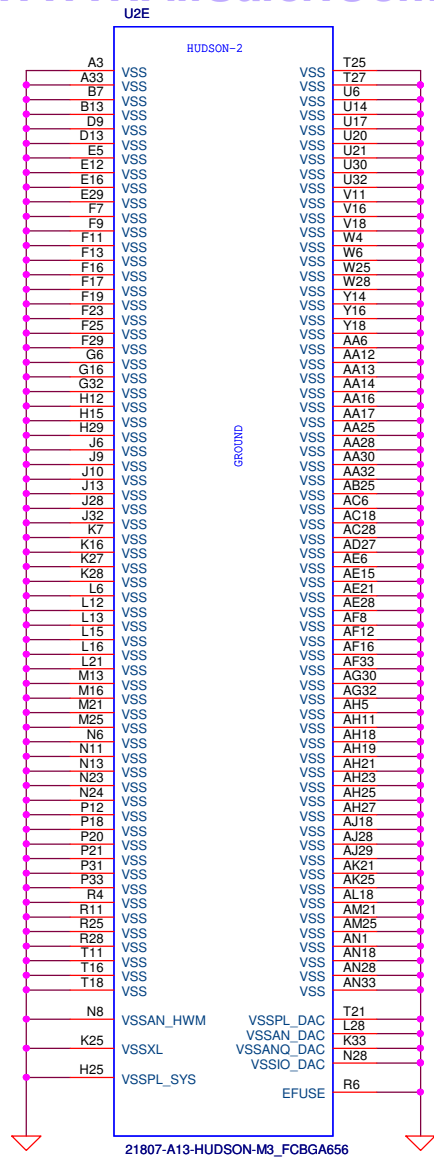 U2E
HUDSON-2
A3 VSS VSS T25
A33 VSS VSS T27
B7 VSS VSS U6
B13 VSS VSS U14
D9 VSS VSS U17
D13 VSS VSS U20
E5 VSS VSS U21
E12 VSS VSS U30
E16 VSS VSS U32
E29 VSS VSS V11
F7 VSS VSS V16
F9 VSS VSS V18
F11 VSS VSS W4
F13 VSS VSS W6
F16 VSS VSS W25
F17 VSS VSS W28
F19 VSS VSS Y14
F23 VSS VSS Y16
F25 VSS VSS Y18
F29 VSS VSS AA6
G6 VSS VSS AA12
G16 VSS VSS AA13
G32 VSS VSS AA14
H12 VSS VSS AA16
H15 VSS VSS AA17
H29 VSS VSS AA25
J6 VSS VSS AA28
J9 VSS VSS AA30
J10 VSS VSS AA32
J13 VSS VSS AB25
J28 VSS VSS AC6
J32 VSS VSS AC18
K7 VSS VSS AC28
K16 VSS VSS AD27
K27 VSS VSS AE6
K28 VSS VSS AE15
L6 VSS VSS AE21
L12 VSS VSS AE28
L13 VSS VSS AF8
L15 VSS VSS AF12
L16 VSS VSS AF16
L21 VSS VSS AF33
M13 VSS VSS AG30
M16 VSS VSS AG32
M21 VSS VSS AH5
M25 VSS VSS AH11
N6 VSS VSS AH18
N11 VSS VSS AH19
N13 VSS VSS AH21
N23 VSS VSS AH23
N24 VSS VSS AH25
P12 VSS VSS AH27
P18 VSS VSS AJ18
P20 VSS VSS AJ28
P21 VSS VSS AJ29
P31 VSS VSS AK21
P33 VSS VSS AK25
R4 VSS VSS AL18
R11 VSS VSS AM21
R25 VSS VSS AM25
R28 VSS VSS AN1
T11 VSS VSS AN18
T16 VSS VSS AN28
T18 VSS VSS AN33
GROUND
N8 VSSAN_HWM VSSPL_DAC T21
VSSAN_DAC L28
K25 VSSXL VSSANQ_DAC K33
VSSIO_DAC N28
H25 VSSPL_SYS
EFUSE R6
21807-A13-HUDSON-M3_FCBGA656